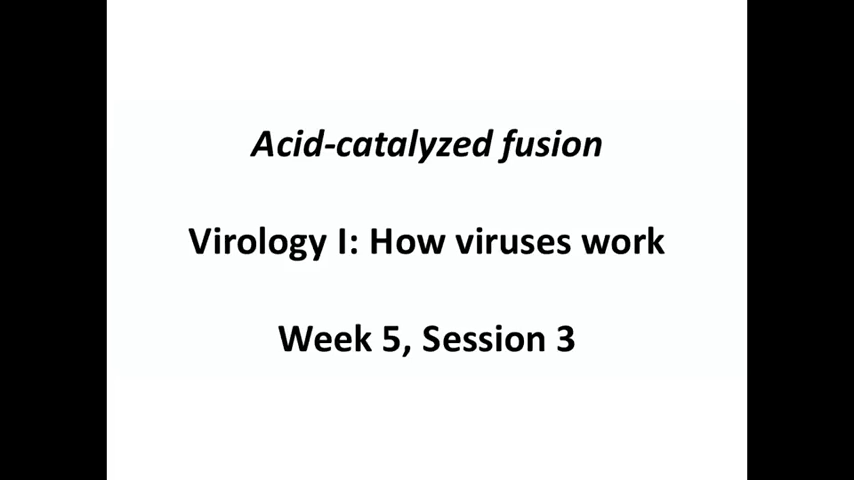 Acid-catalyzed fusion
Virology I: How viruses work
Week 5, Session 3